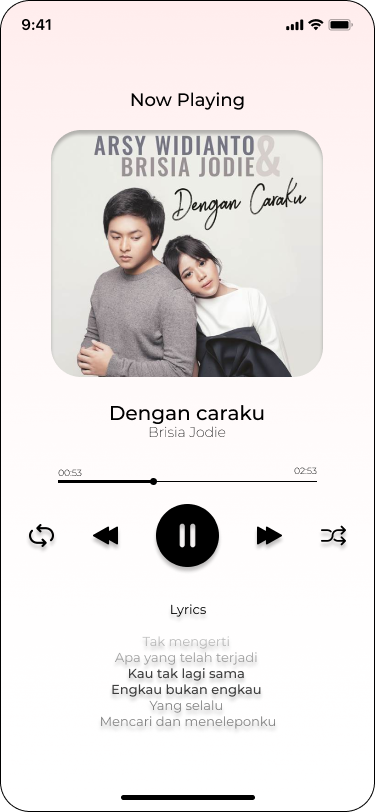 9:41
Now Playing
ARSY WIDIANTO
BRISIA JODIE &
Dengan Caraku
Dengan caraku
Brisia Jodie
00:53
02:53
Lyrics
Tak mengerti
Apa yang telah terjadi
Kau tak lagi sama
Engkau bukan engkau
Yang selalu
Mencari dan meneleponku